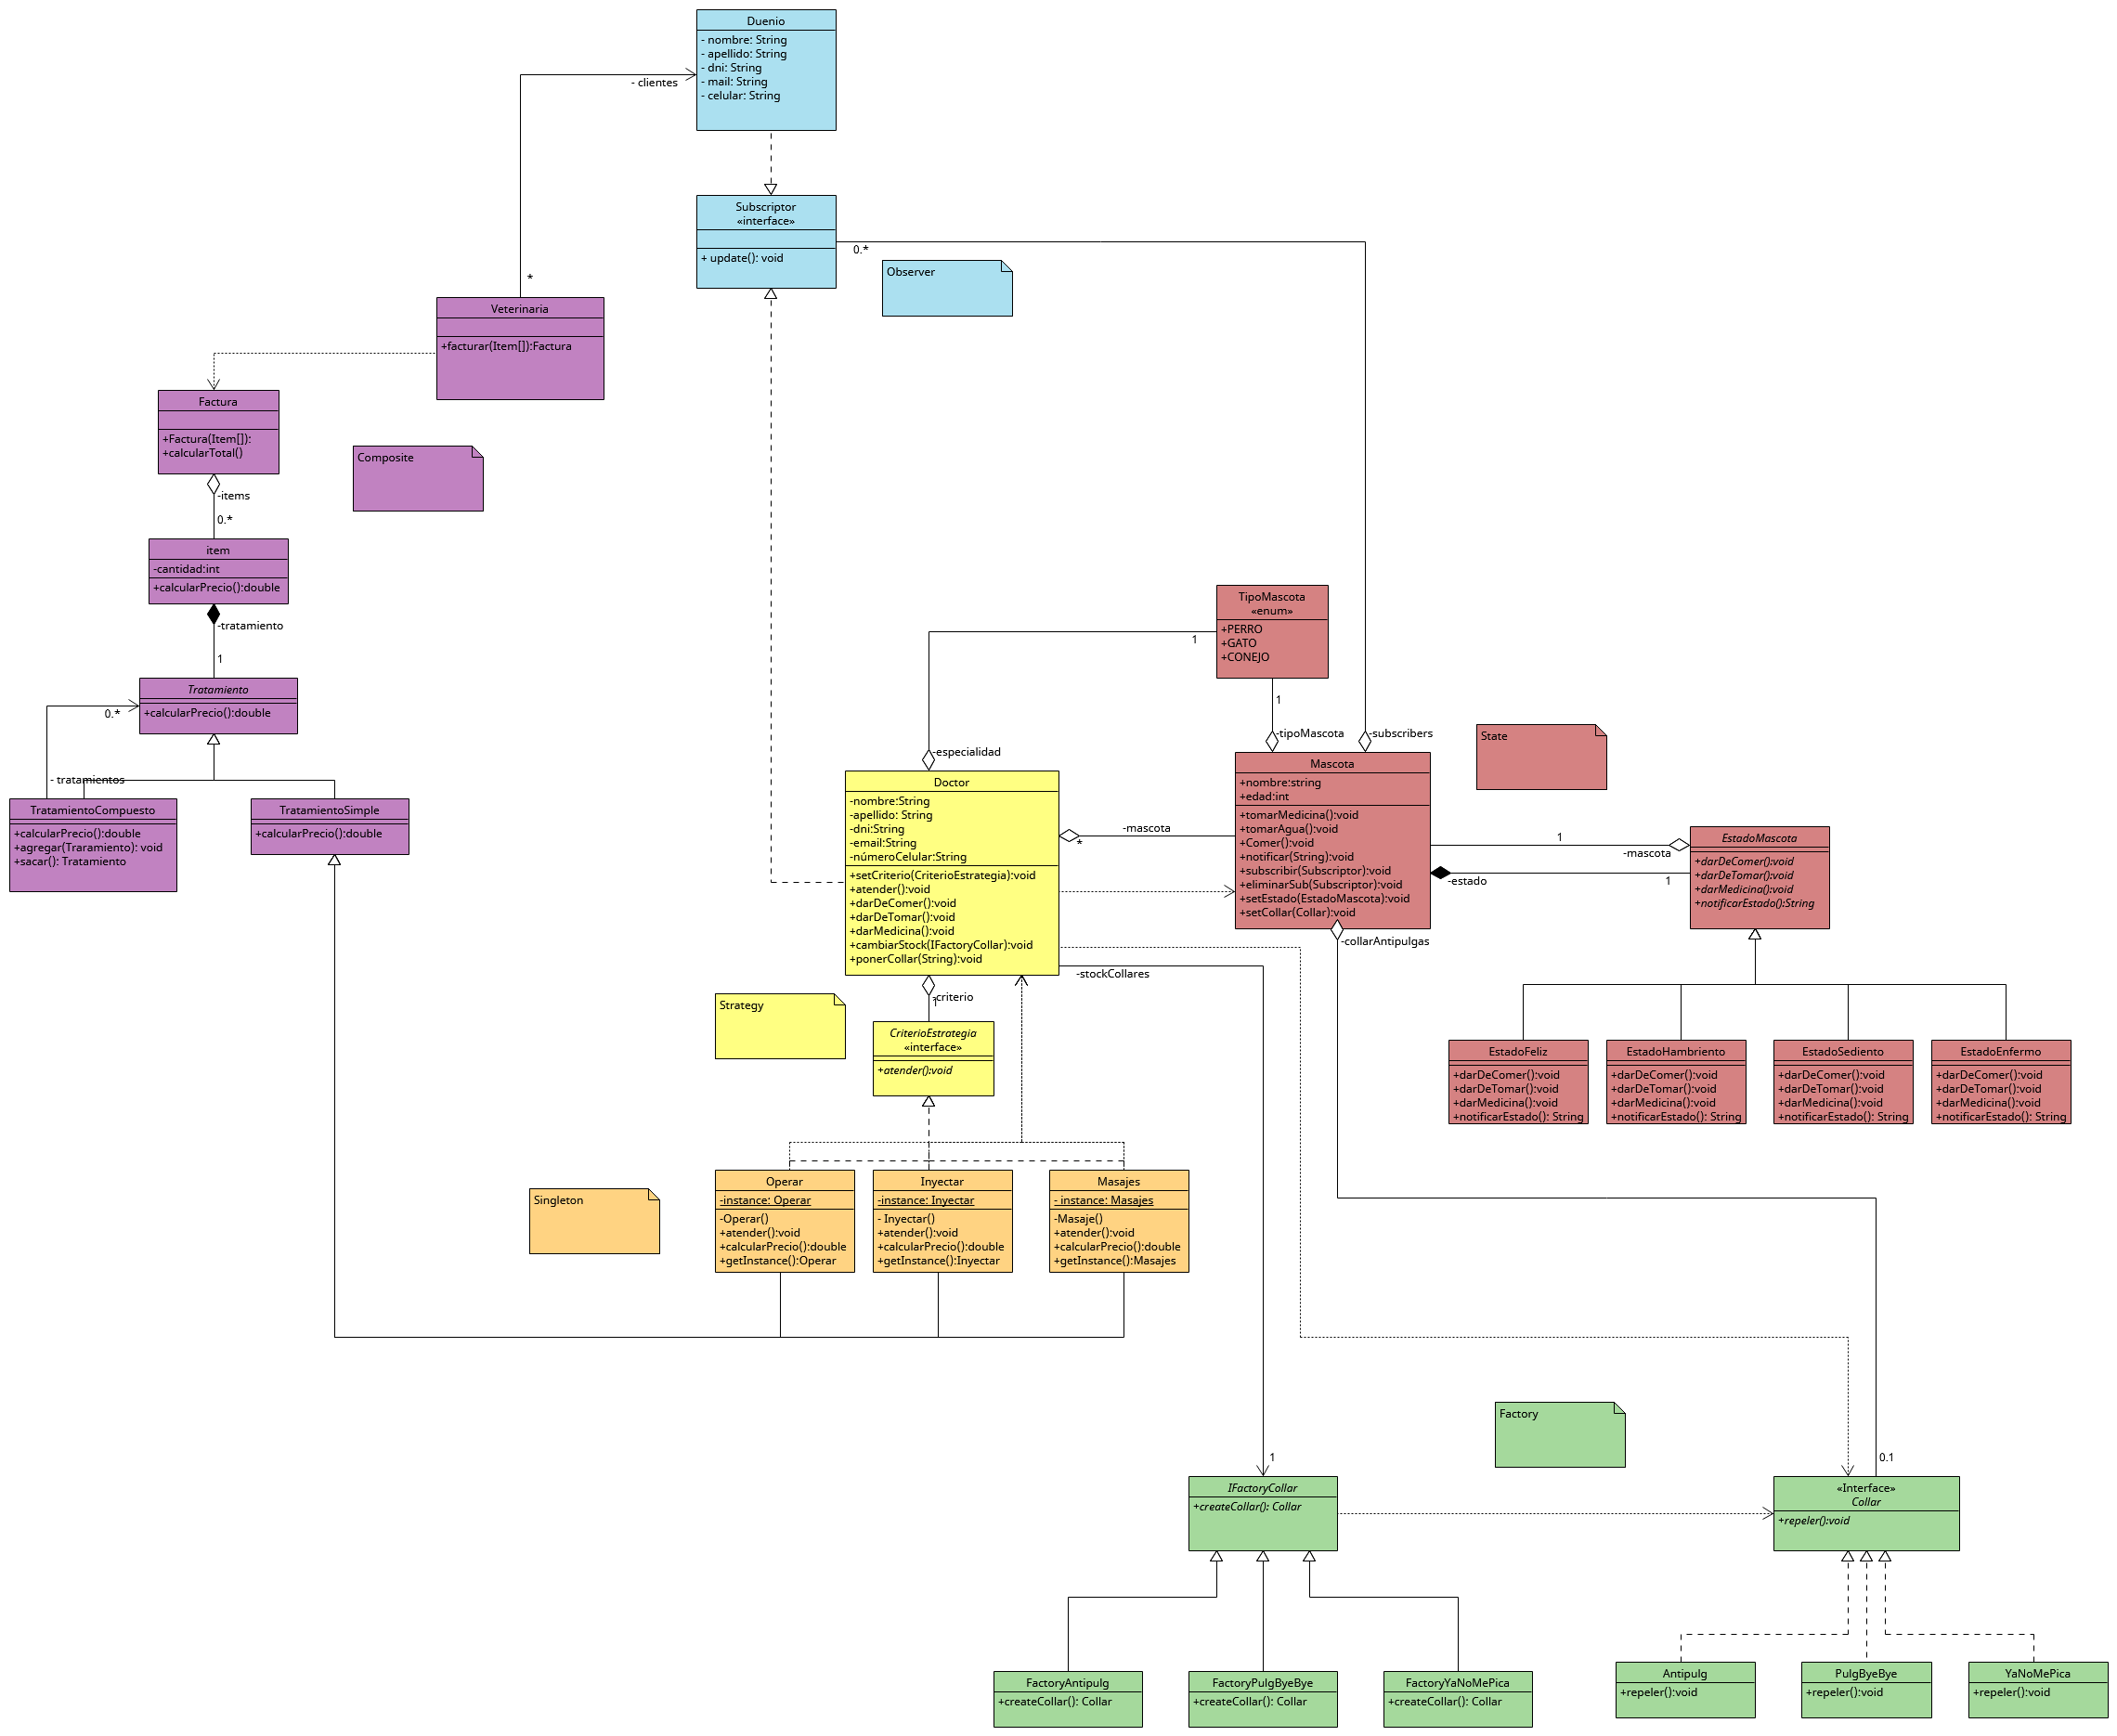 Duenio
- nombre: String
- apellido: String
- dni: String
- mail: String
- celular: String
- clientes
Subscriptor
«interface»
+ update(): void
0.*
Observer
*
Veterinaria
+facturar(Item[]):Factura
Factura
+Factura(Item[]):
+calcularTotal()
Composite
-items
0.*
item
-cantidad:int
+calcularPrecio():double
-tratamiento
1
Tratamiento
+calcularPrecio():double
0.*
- tratamientos
TratamientoCompuesto
+calcularPrecio():double
+agregar(Traramiento): void
+sacar(): Tratamiento
TratamientoSimple
+calcularPrecio():double
TipoMascota
«enum»
+PERRO
+GATO
+CONEJO
1
1
-tipoMascota
-subscribers
-especialidad
State
Doctor
-nombre:String
-apellido: String
-dni:String
-email:String
-númeroCelular:String
+setCriterio(CriterioEstrategia):void
+atender():void
+darDeComer():void
+darDeTomar():void
+darMedicina():void
+cambiarStock(IFactoryCollar):void
+ponerCollar(String):void
-mascota
*
Mascota
+nombre:string
+edad:int
+tomarMedicina():void
+tomarAgua():void
+Comer():void
+notificar(String):void
+subscribir(Subscriptor):void
+eliminarSub(Subscriptor):void
+setEstado(EstadoMascota):void
+setCollar(Collar):void
1
-mascota
-estado
1
EstadoMascota
+darDeComer():void
+darDeTomar():void
+darMedicina():void
+notificarEstado():String
-collarAntipulgas
-stockCollares
-criterio
1
Strategy
CriterioEstrategia
«interface»
+atender():void
EstadoFeliz
+darDeComer():void
+darDeTomar():void
+darMedicina():void
+notificarEstado(): String
EstadoHambriento
+darDeComer():void
+darDeTomar():void
+darMedicina():void
+notificarEstado(): String
EstadoSediento
+darDeComer():void
+darDeTomar():void
+darMedicina():void
+notificarEstado(): String
EstadoEnfermo
+darDeComer():void
+darDeTomar():void
+darMedicina():void
+notificarEstado(): String
Singleton
Operar
-instance: Operar
-Operar()
+atender():void
+calcularPrecio():double
+getInstance():Operar
Inyectar
-instance: Inyectar
- Inyectar()
+atender():void
+calcularPrecio():double
+getInstance():Inyectar
Masajes
- instance: Masajes
-Masaje()
+atender():void
+calcularPrecio():double
+getInstance():Masajes
Factory
1
0.1
IFactoryCollar
+createCollar(): Collar
«Interface»
Collar
+repeler():void
FactoryAntipulg
+createCollar(): Collar
FactoryPulgByeBye
+createCollar(): Collar
FactoryYaNoMePica
+createCollar(): Collar
Antipulg
+repeler():void
PulgByeBye
+repeler():void
YaNoMePica
+repeler():void